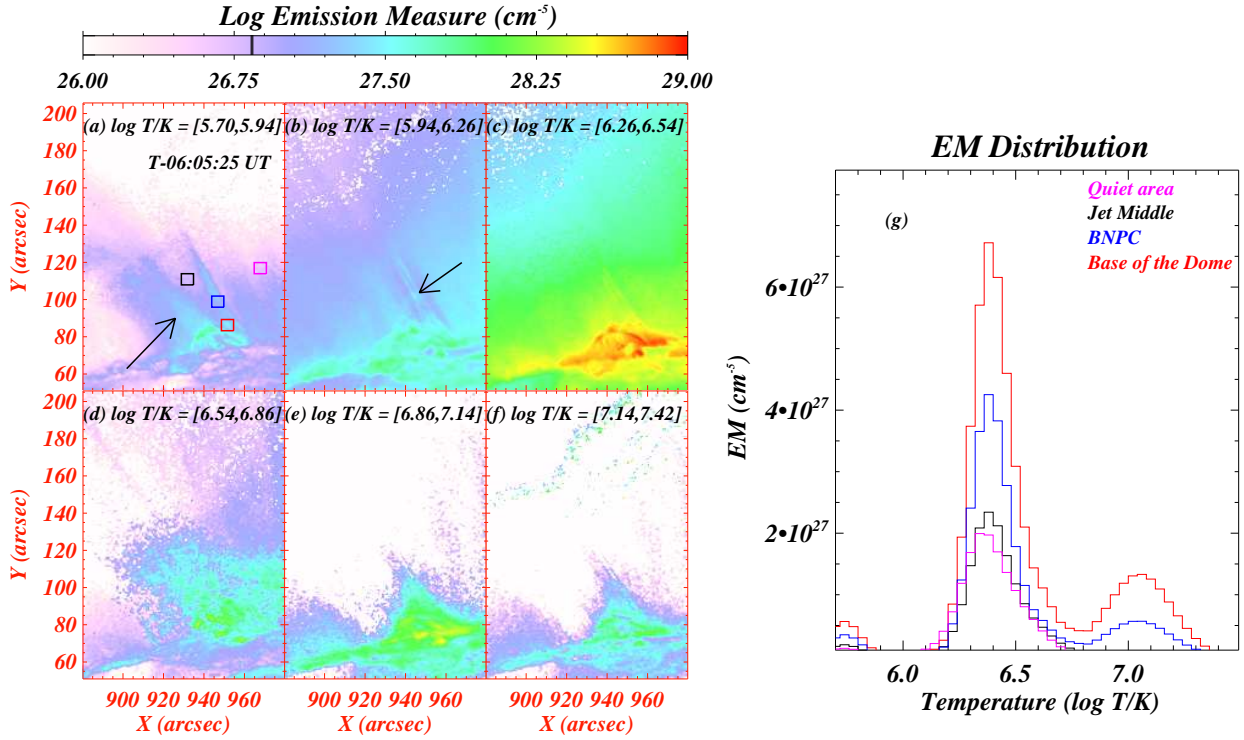 Log Emission Measure (cm⁻⁵)
26.00 26.75 27.50 28.25 29.00
(a) log T/K = [5.70,5.94] (b) log T/K = [5.94,6.26] (c) log T/K = [6.26,6.54]
T-06:05:25 UT
200
180
160
140
120
100
80
60
Y (arcsec)
(d) log T/K = [6.54,6.86] (e) log T/K = [6.86,7.14] (f) log T/K = [7.14,7.42]
200
180
160
140
120
100
80
60
Y (arcsec)
900 920 940 960 900 920 940 960 900 920 940 960
X (arcsec) X (arcsec) X (arcsec)
EM Distribution
(g)
Quiet area
Jet Middle
BNPC
Base of the Dome
6•10²⁷
4•10²⁷
2•10²⁷
EM (cm⁻⁵)
6.0 6.5 7.0
Temperature (log T/K)